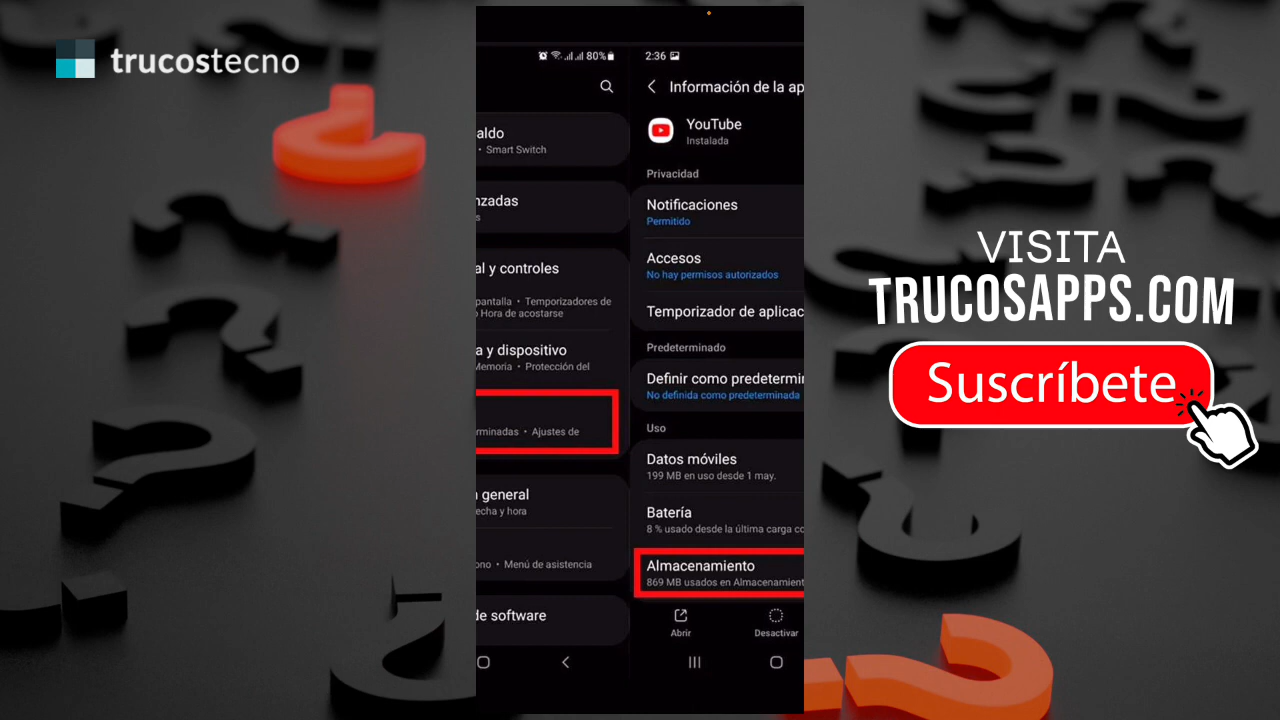 trucostecno
80%
aldo
• Smart Switch
nzadas
s
al y controles
pantalla • Temporizadores de
o Hora de acostarse
a y dispositivo
Memoria • Protección del
rminadas • Ajustes de
n general
echa y hora
ono • Menú de asistencia
de software
2:36
Información de la ap
YouTube
Instalada
Privacidad
Notificaciones
Permitido
Accesos
No hay permisos autorizados
Temporizador de aplicac
Predeterminado
Definir como predetermin
No definida como predeterminada
Uso
Datos móviles
199 MB en uso desde 1 may.
Batería
8 % usado desde la última carga co
Almacenamiento
869 MB usados en Almacenamient
Abrir
Desactivar
VISITA
TRUCOSAPPS.COM
Suscríbete